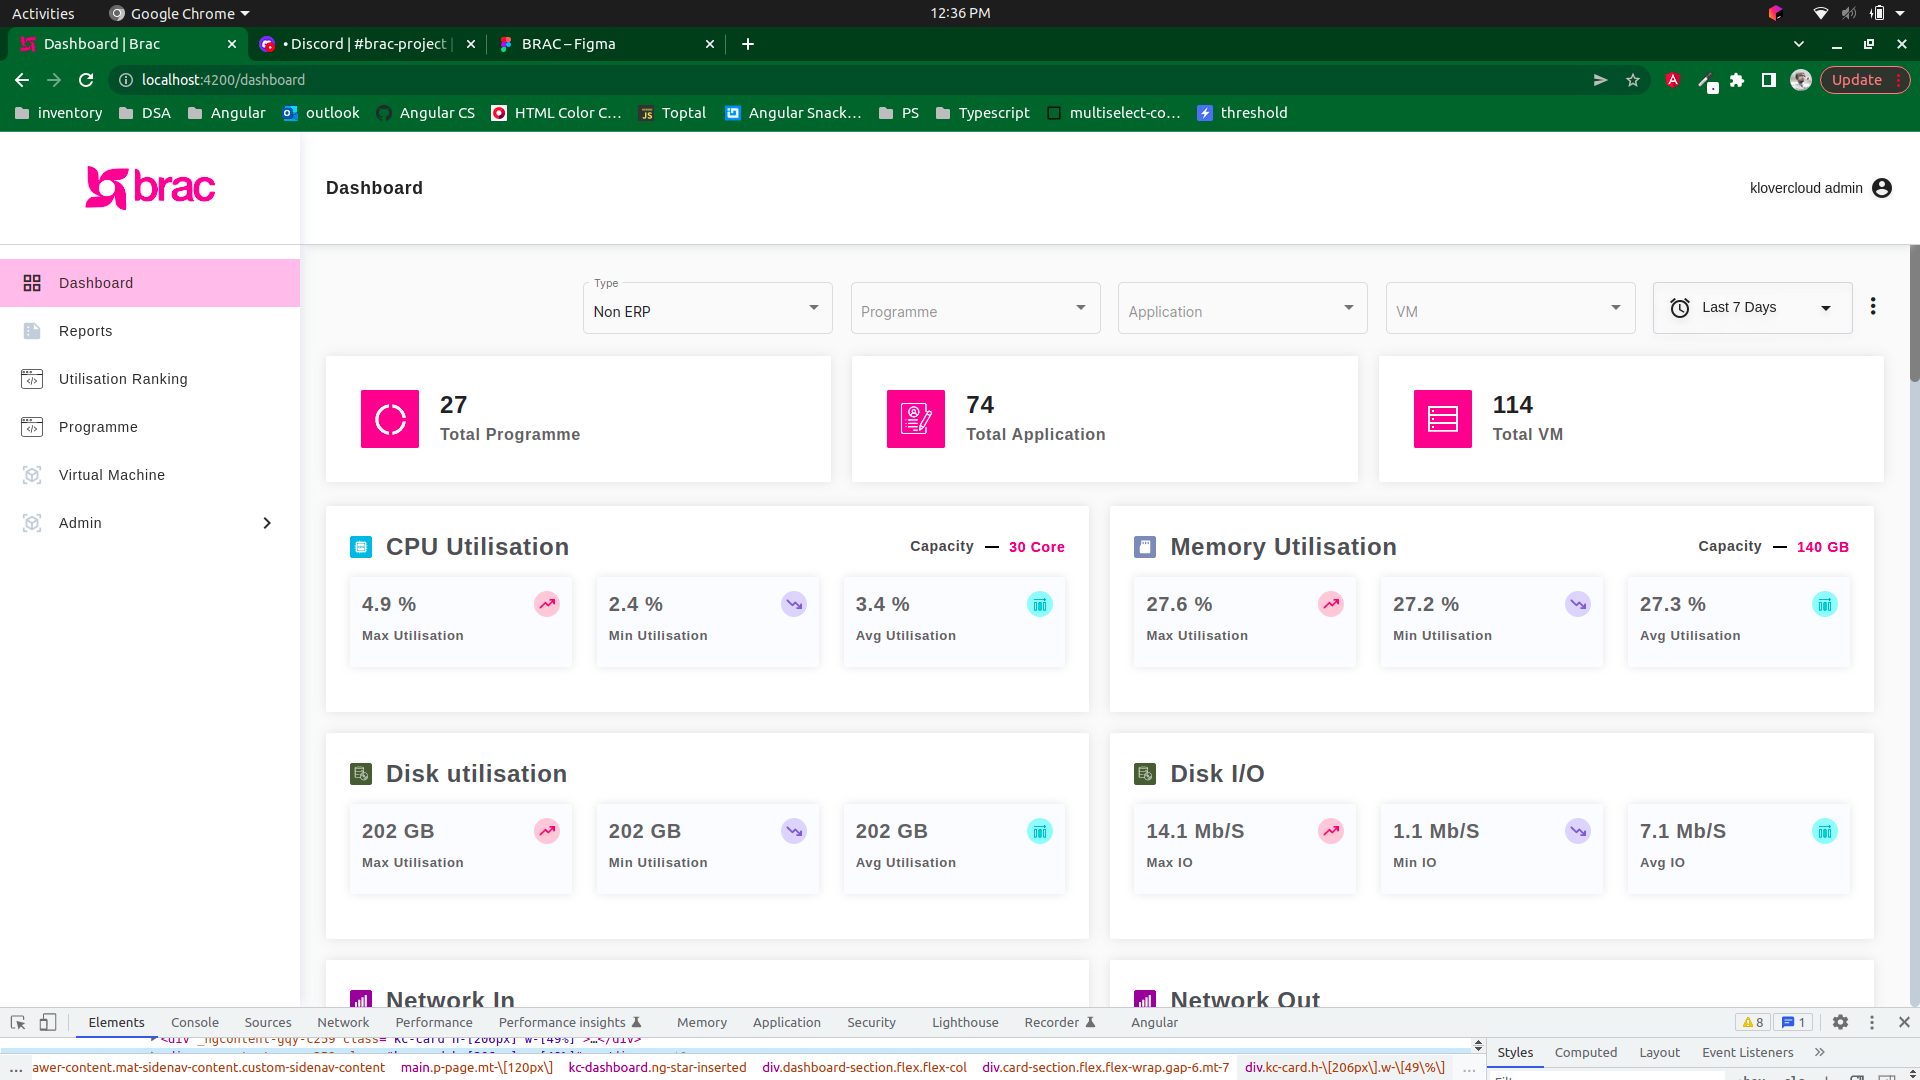 Activities
Google Chrome
12:36 PM
Dashboard | Brac
• Discord | #brac-project |
BRAC – Figma
localhost:4200/dashboard
Update
inventory
DSA
Angular
outlook
Angular CS
HTML Color C...
Toptal
Angular Snack...
PS
Typescript
multiselect-co...
threshold
brac
Dashboard
klovercloud admin
Dashboard
Reports
Utilisation Ranking
Programme
Virtual Machine
Admin
Type
Non ERP
Programme
Application
VM
Last 7 Days
27
Total Programme
74
Total Application
114
Total VM
CPU Utilisation
Capacity — 30 Core
4.9 %
Max Utilisation
2.4 %
Min Utilisation
3.4 %
Avg Utilisation
Memory Utilisation
Capacity — 140 GB
27.6 %
Max Utilisation
27.2 %
Min Utilisation
27.3 %
Avg Utilisation
Disk utilisation
202 GB
Max Utilisation
202 GB
Min Utilisation
202 GB
Avg Utilisation
Disk I/O
14.1 Mb/S
Max IO
1.1 Mb/S
Min IO
7.1 Mb/S
Avg IO
Network In
Network Out
Elements
Console
Sources
Network
Performance
Performance insights
Memory
Application
Security
Lighthouse
Recorder
Angular
8
1
... awer-content.mat-sidenav-content.custom-sidenav-content main.p-page.mt-\[120px\] kc-dashboard.ng-star-inserted div.dashboard-section.flex.flex-col div.card-section.flex.flex-wrap.gap-6.mt-7 div.kc-card.h-\[206px\].w-\[49\%\] ...
Styles
Computed
Layout
Event Listeners